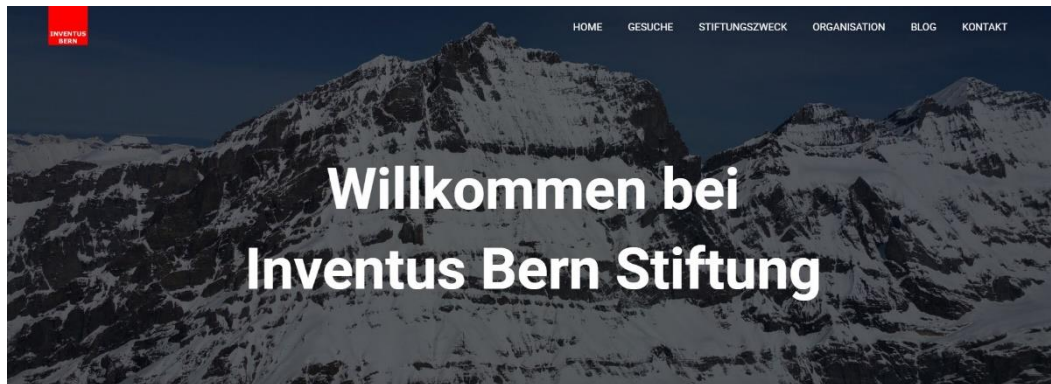 INVENTUS
BERN
HOME GESUCHE STIFTUNGSZWECK ORGANISATION BLOG KONTAKT
Willkommen bei
Inventus Bern Stiftung